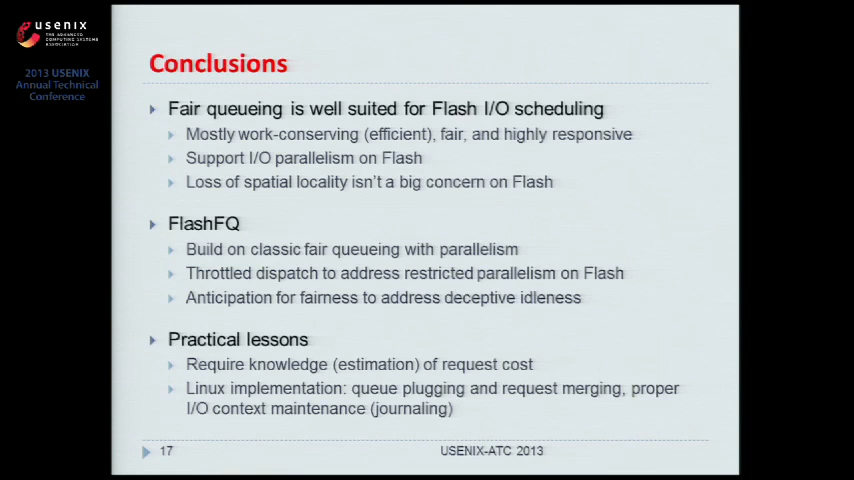 usenix
THE ADVANCED
COMPUTING SYSTEMS
ASSOCIATION
2013 USENIX
Annual Technical
Conference
Conclusions
Fair queueing is well suited for Flash I/O scheduling
Mostly work-conserving (efficient), fair, and highly responsive
Support I/O parallelism on Flash
Loss of spatial locality isn't a big concern on Flash
FlashFQ
Build on classic fair queueing with parallelism
Throttled dispatch to address restricted parallelism on Flash
Anticipation for fairness to address deceptive idleness
Practical lessons
Require knowledge (estimation) of request cost
Linux implementation: queue plugging and request merging, proper
I/O context maintenance (journaling)
17
USENIX-ATC 2013